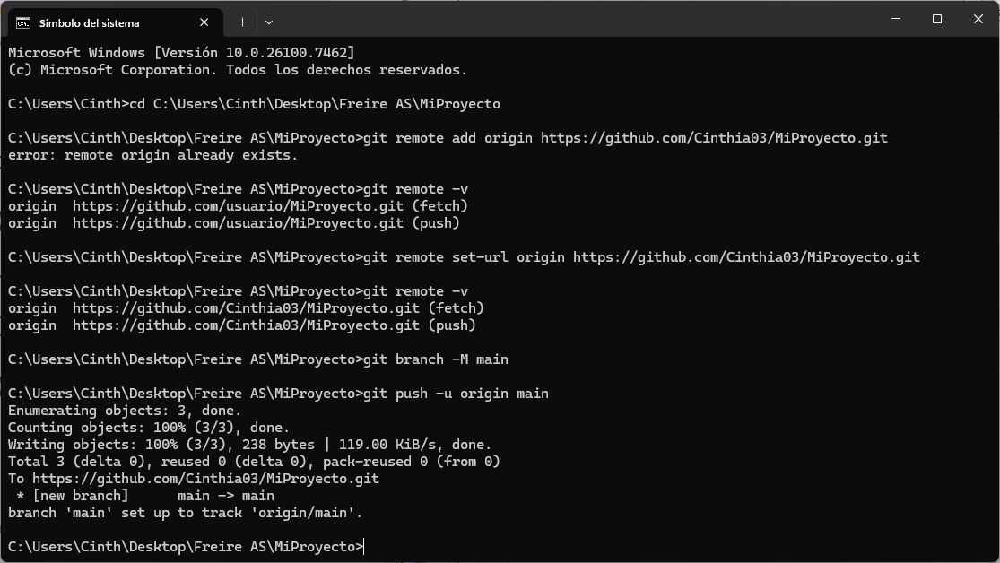 Símbolo del sistema
Microsoft Windows [Versión 10.0.26100.7462]
(c) Microsoft Corporation. Todos los derechos reservados.
C:\Users\Cinth>cd C:\Users\Cinth\Desktop\Freire AS\MiProyecto
C:\Users\Cinth\Desktop\Freire AS\MiProyecto>git remote add origin https://github.com/Cinthia03/MiProyecto.git
error: remote origin already exists.
C:\Users\Cinth\Desktop\Freire AS\MiProyecto>git remote -v
origin  https://github.com/usuario/MiProyecto.git (fetch)
origin  https://github.com/usuario/MiProyecto.git (push)
C:\Users\Cinth\Desktop\Freire AS\MiProyecto>git remote set-url origin https://github.com/Cinthia03/MiProyecto.git
C:\Users\Cinth\Desktop\Freire AS\MiProyecto>git remote -v
origin  https://github.com/Cinthia03/MiProyecto.git (fetch)
origin  https://github.com/Cinthia03/MiProyecto.git (push)
C:\Users\Cinth\Desktop\Freire AS\MiProyecto>git branch -M main
C:\Users\Cinth\Desktop\Freire AS\MiProyecto>git push -u origin main
Enumerating objects: 3, done.
Counting objects: 100% (3/3), done.
Writing objects: 100% (3/3), 238 bytes | 119.00 KiB/s, done.
Total 3 (delta 0), reused 0 (delta 0), pack-reused 0 (from 0)
To https://github.com/Cinthia03/MiProyecto.git
 * [new branch]      main -> main
branch 'main' set up to track 'origin/main'.
C:\Users\Cinth\Desktop\Freire AS\MiProyecto>